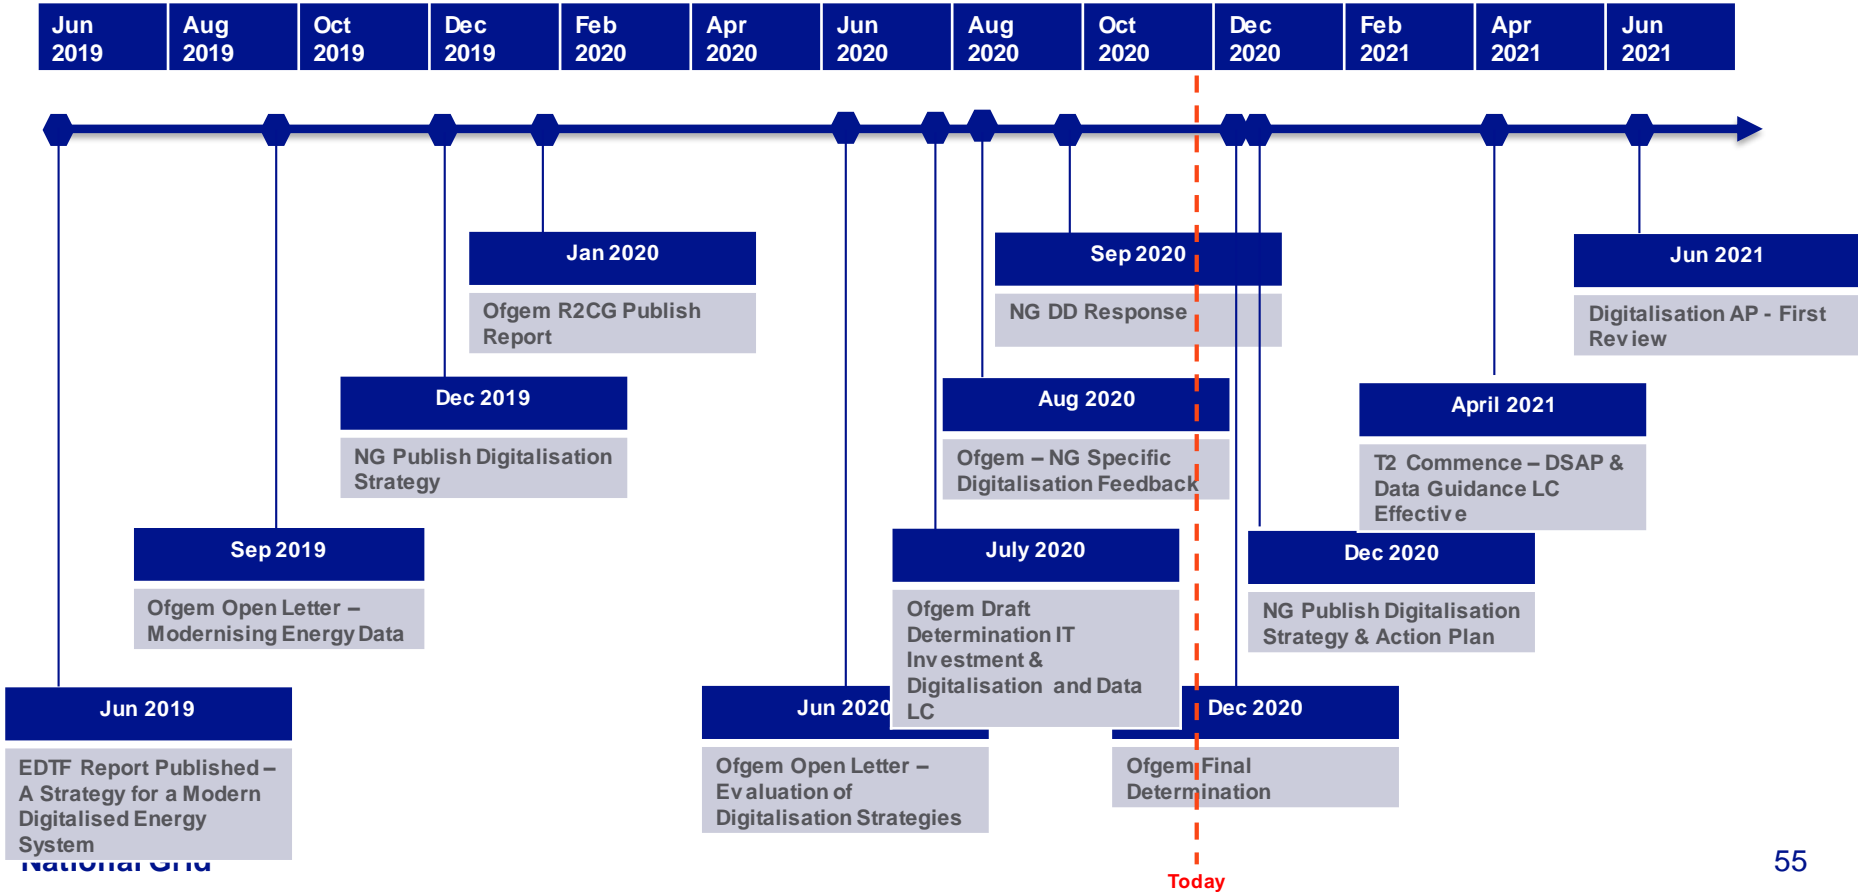 Jun 2019
Aug 2019
Oct 2019
Dec 2019
Feb 2020
Apr 2020
Jun 2020
Aug 2020
Oct 2020
Dec 2020
Feb 2021
Apr 2021
Jun 2021
Jan 2020
Ofgem R2CG Publish
Report
Sep 2020
NG DD Response
Jun 2021
Digitalisation AP - First
Review
Dec 2019
NG Publish Digitalisation
Strategy
Aug 2020
Ofgem – NG Specific
Digitalisation Feedback
April 2021
T2 Commence – DSAP &
Data Guidance LC
Effective
Sep 2019
Ofgem Open Letter –
Modernising Energy Data
July 2020
Ofgem Draft
Determination IT
Investment &
Digitalisation and Data
LC
Dec 2020
NG Publish Digitalisation
Strategy & Action Plan
Jun 2019
EDTF Report Published –
A Strategy for a Modern
Digitalised Energy
System
Jun 2020
Ofgem Open Letter –
Evaluation of
Digitalisation Strategies
Dec 2020
Ofgem Final
Determination
National Grid
55
Today